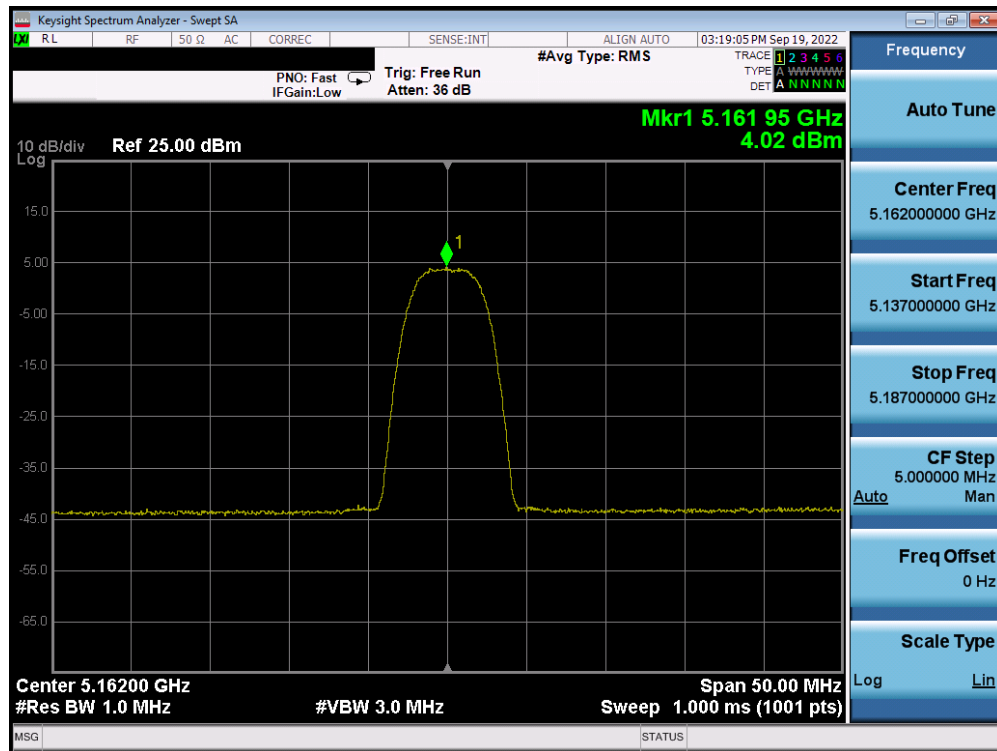 Keysight Spectrum Analyzer - Swept SA
LXI RL RF 50 Ω AC CORREC SENSE:INT ALIGN AUTO 03:19:05 PM Sep 19, 2022
Frequency
#Avg Type: RMS
TRACE 1 2 3 4 5 6
PNO: Fast Trig: Free Run
TYPE A WWWWW
IFGain:Low Atten: 36 dB
DET A N N N N N
Auto Tune
Mkr1 5.161 95 GHz
4.02 dBm
10 dB/div Ref 25.00 dBm
Log
15.0
5.00
-5.00
-15.0
-25.0
-35.0
-45.0
-55.0
-65.0
1
Center Freq
5.162000000 GHz
Start Freq
5.137000000 GHz
Stop Freq
5.187000000 GHz
CF Step
5.000000 MHz
Auto Man
Freq Offset
0 Hz
Scale Type
Log Lin
Center 5.16200 GHz Span 50.00 MHz
#Res BW 1.0 MHz #VBW 3.0 MHz Sweep 1.000 ms (1001 pts)
MSG STATUS